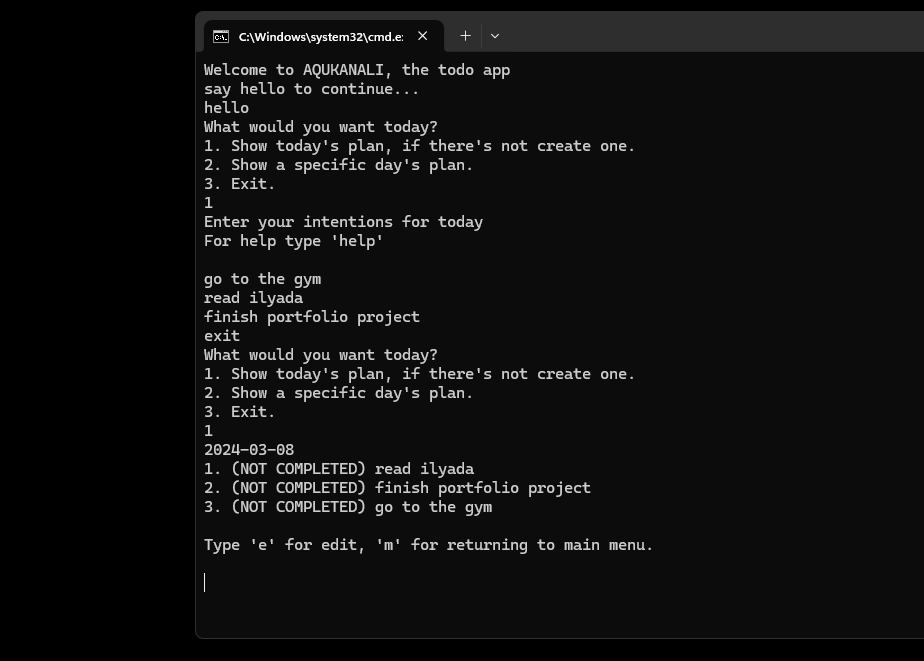 C:\Windows\system32\cmd.e
Welcome to AQUKANALI, the todo app
say hello to continue...
hello
What would you want today?
1. Show today's plan, if there's not create one.
2. Show a specific day's plan.
3. Exit.
1
Enter your intentions for today
For help type 'help'
go to the gym
read ilyada
finish portfolio project
exit
What would you want today?
1. Show today's plan, if there's not create one.
2. Show a specific day's plan.
3. Exit.
1
2024-03-08
1. (NOT COMPLETED) read ilyada
2. (NOT COMPLETED) finish portfolio project
3. (NOT COMPLETED) go to the gym
Type 'e' for edit, 'm' for returning to main menu.